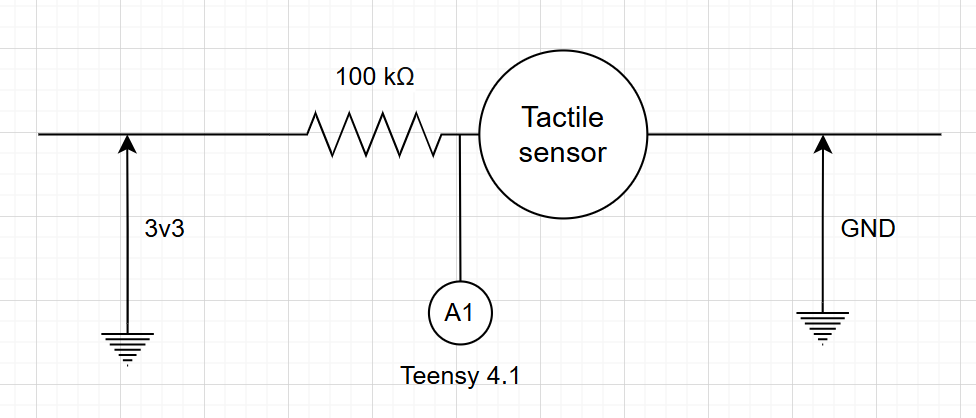 100 kΩ
Tactile
sensor
3v3
GND
A1
Teensy 4.1